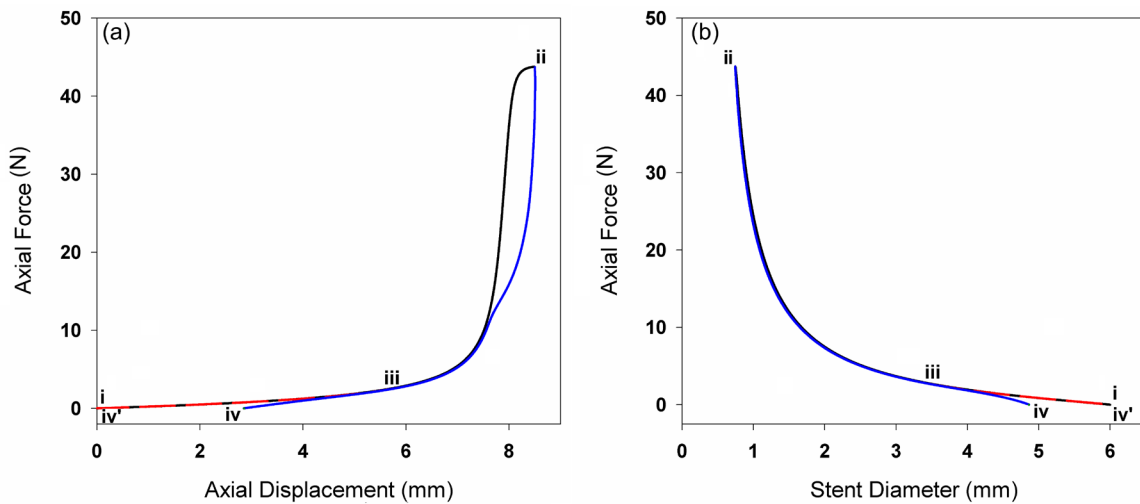 (a)
50
40
30
20
10
0
Axial Force (N)
ii
iii
i
iv'
iv
0 2 4 6 8
Axial Displacement (mm)
(b)
50
40
30
20
10
0
Axial Force (N)
ii
iii
i
iv
iv'
0 1 2 3 4 5 6
Stent Diameter (mm)